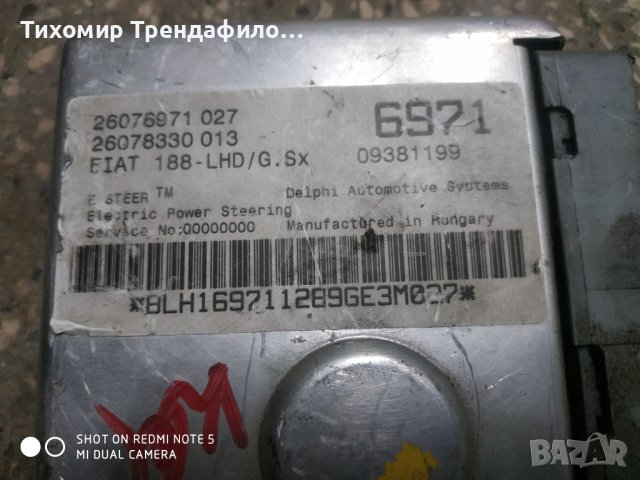 Тихомир Трендафило...
26076971 027
6971
26078330 013
FIAT 188-LHD/G.Sx
09381199
E STEER TM
Delphi Automotive Systems
Electric Power Steering
Service No:00000000
Manufactured in Hungary
*BLH169711289GE3M027*
SHOT ON REDMI NOTE 5
MI DUAL CAMERA
BAZAR